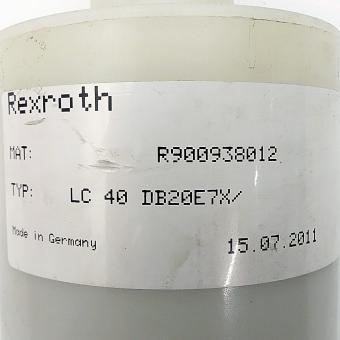 Rexroth
MAT: R900938012
TYP: LC 40 DB20E7X/
Made in Germany 15.07.2011